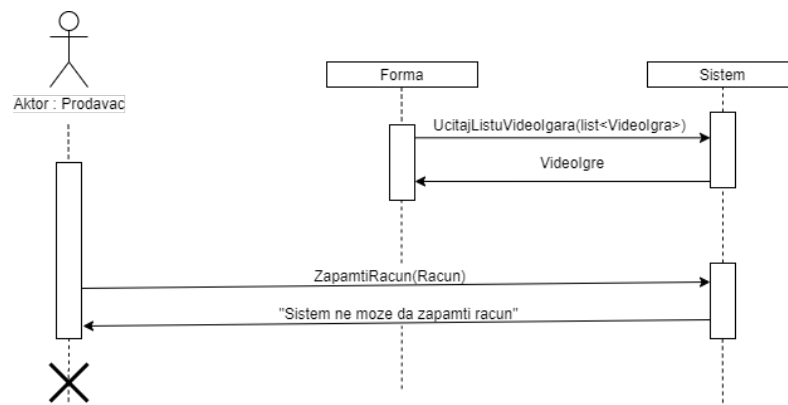 Forma
Sistem
Aktor : Prodavac
UcitajListuVideoIgara(list<VideoIgra>)
VideoIgre
ZapamtiRacun(Racun)
"Sistem ne moze da zapamti racun"